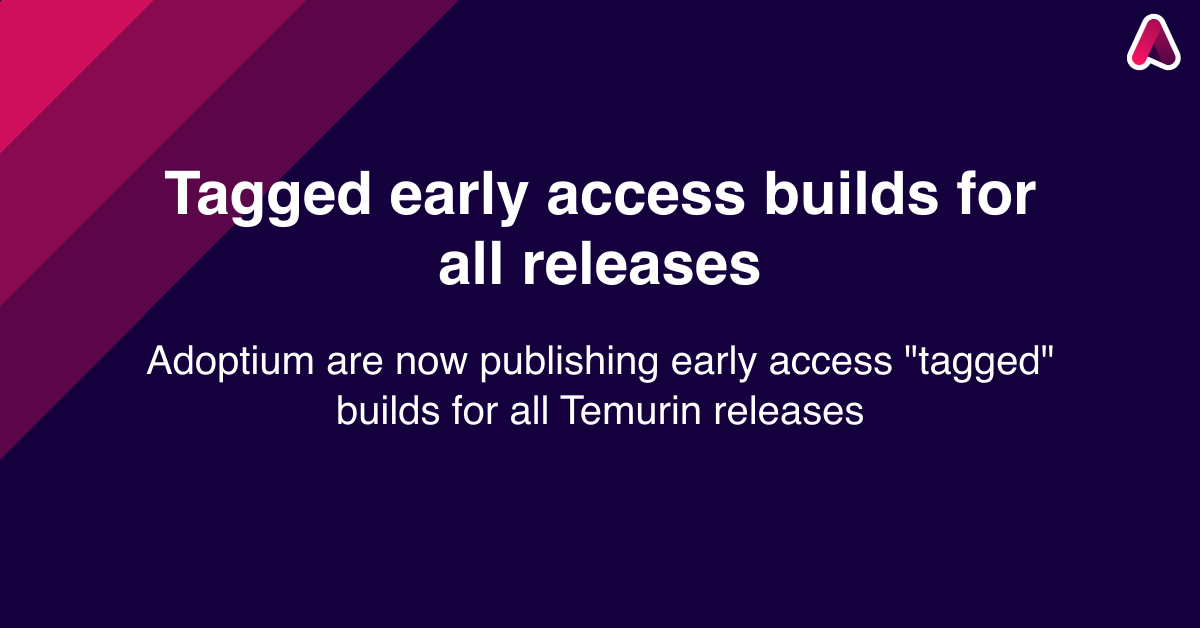 Tagged early access builds for
all releases
Adoptium are now publishing early access "tagged"
builds for all Temurin releases